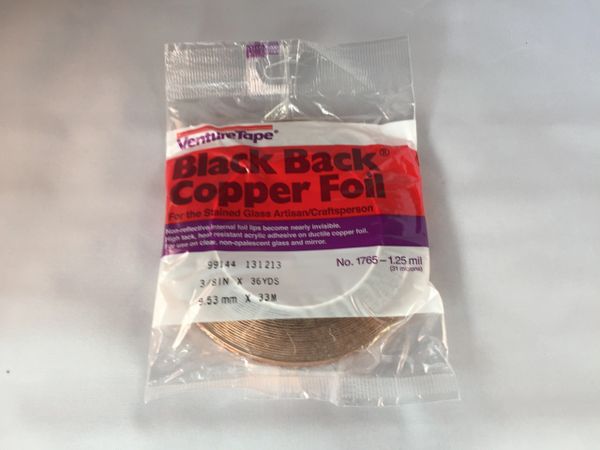 VentureTape®
Black Back®
Copper Foil
For the Stained Glass Artisan/Craftsperson
Non-reflective internal foil lips become nearly invisible.
High tack, heat resistant acrylic adhesive on ductile copper foil.
For use on clear, non-opalescent glass and mirror.
99144 131213
No. 1765–1.25 mil
(31 microns)
3/8IN X 36YDS
9.53 mm X 33M